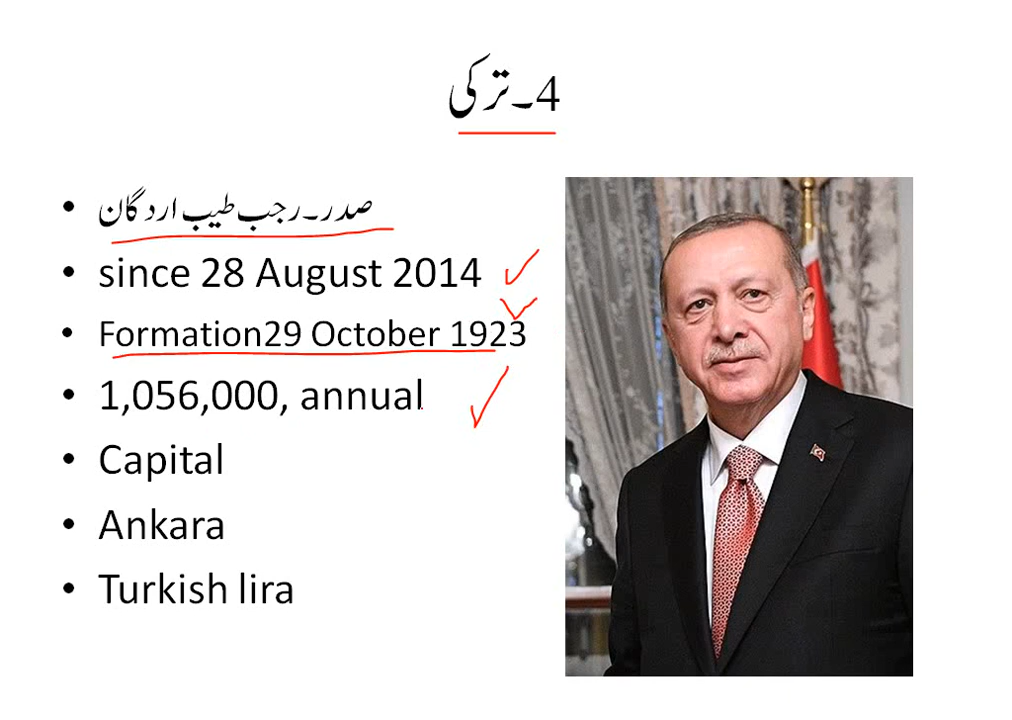 4۔ترکی
صدر۔رجب طیب اردگان
since 28 August 2014
Formation29 October 1923
1,056,000, annual
Capital
Ankara
Turkish lira